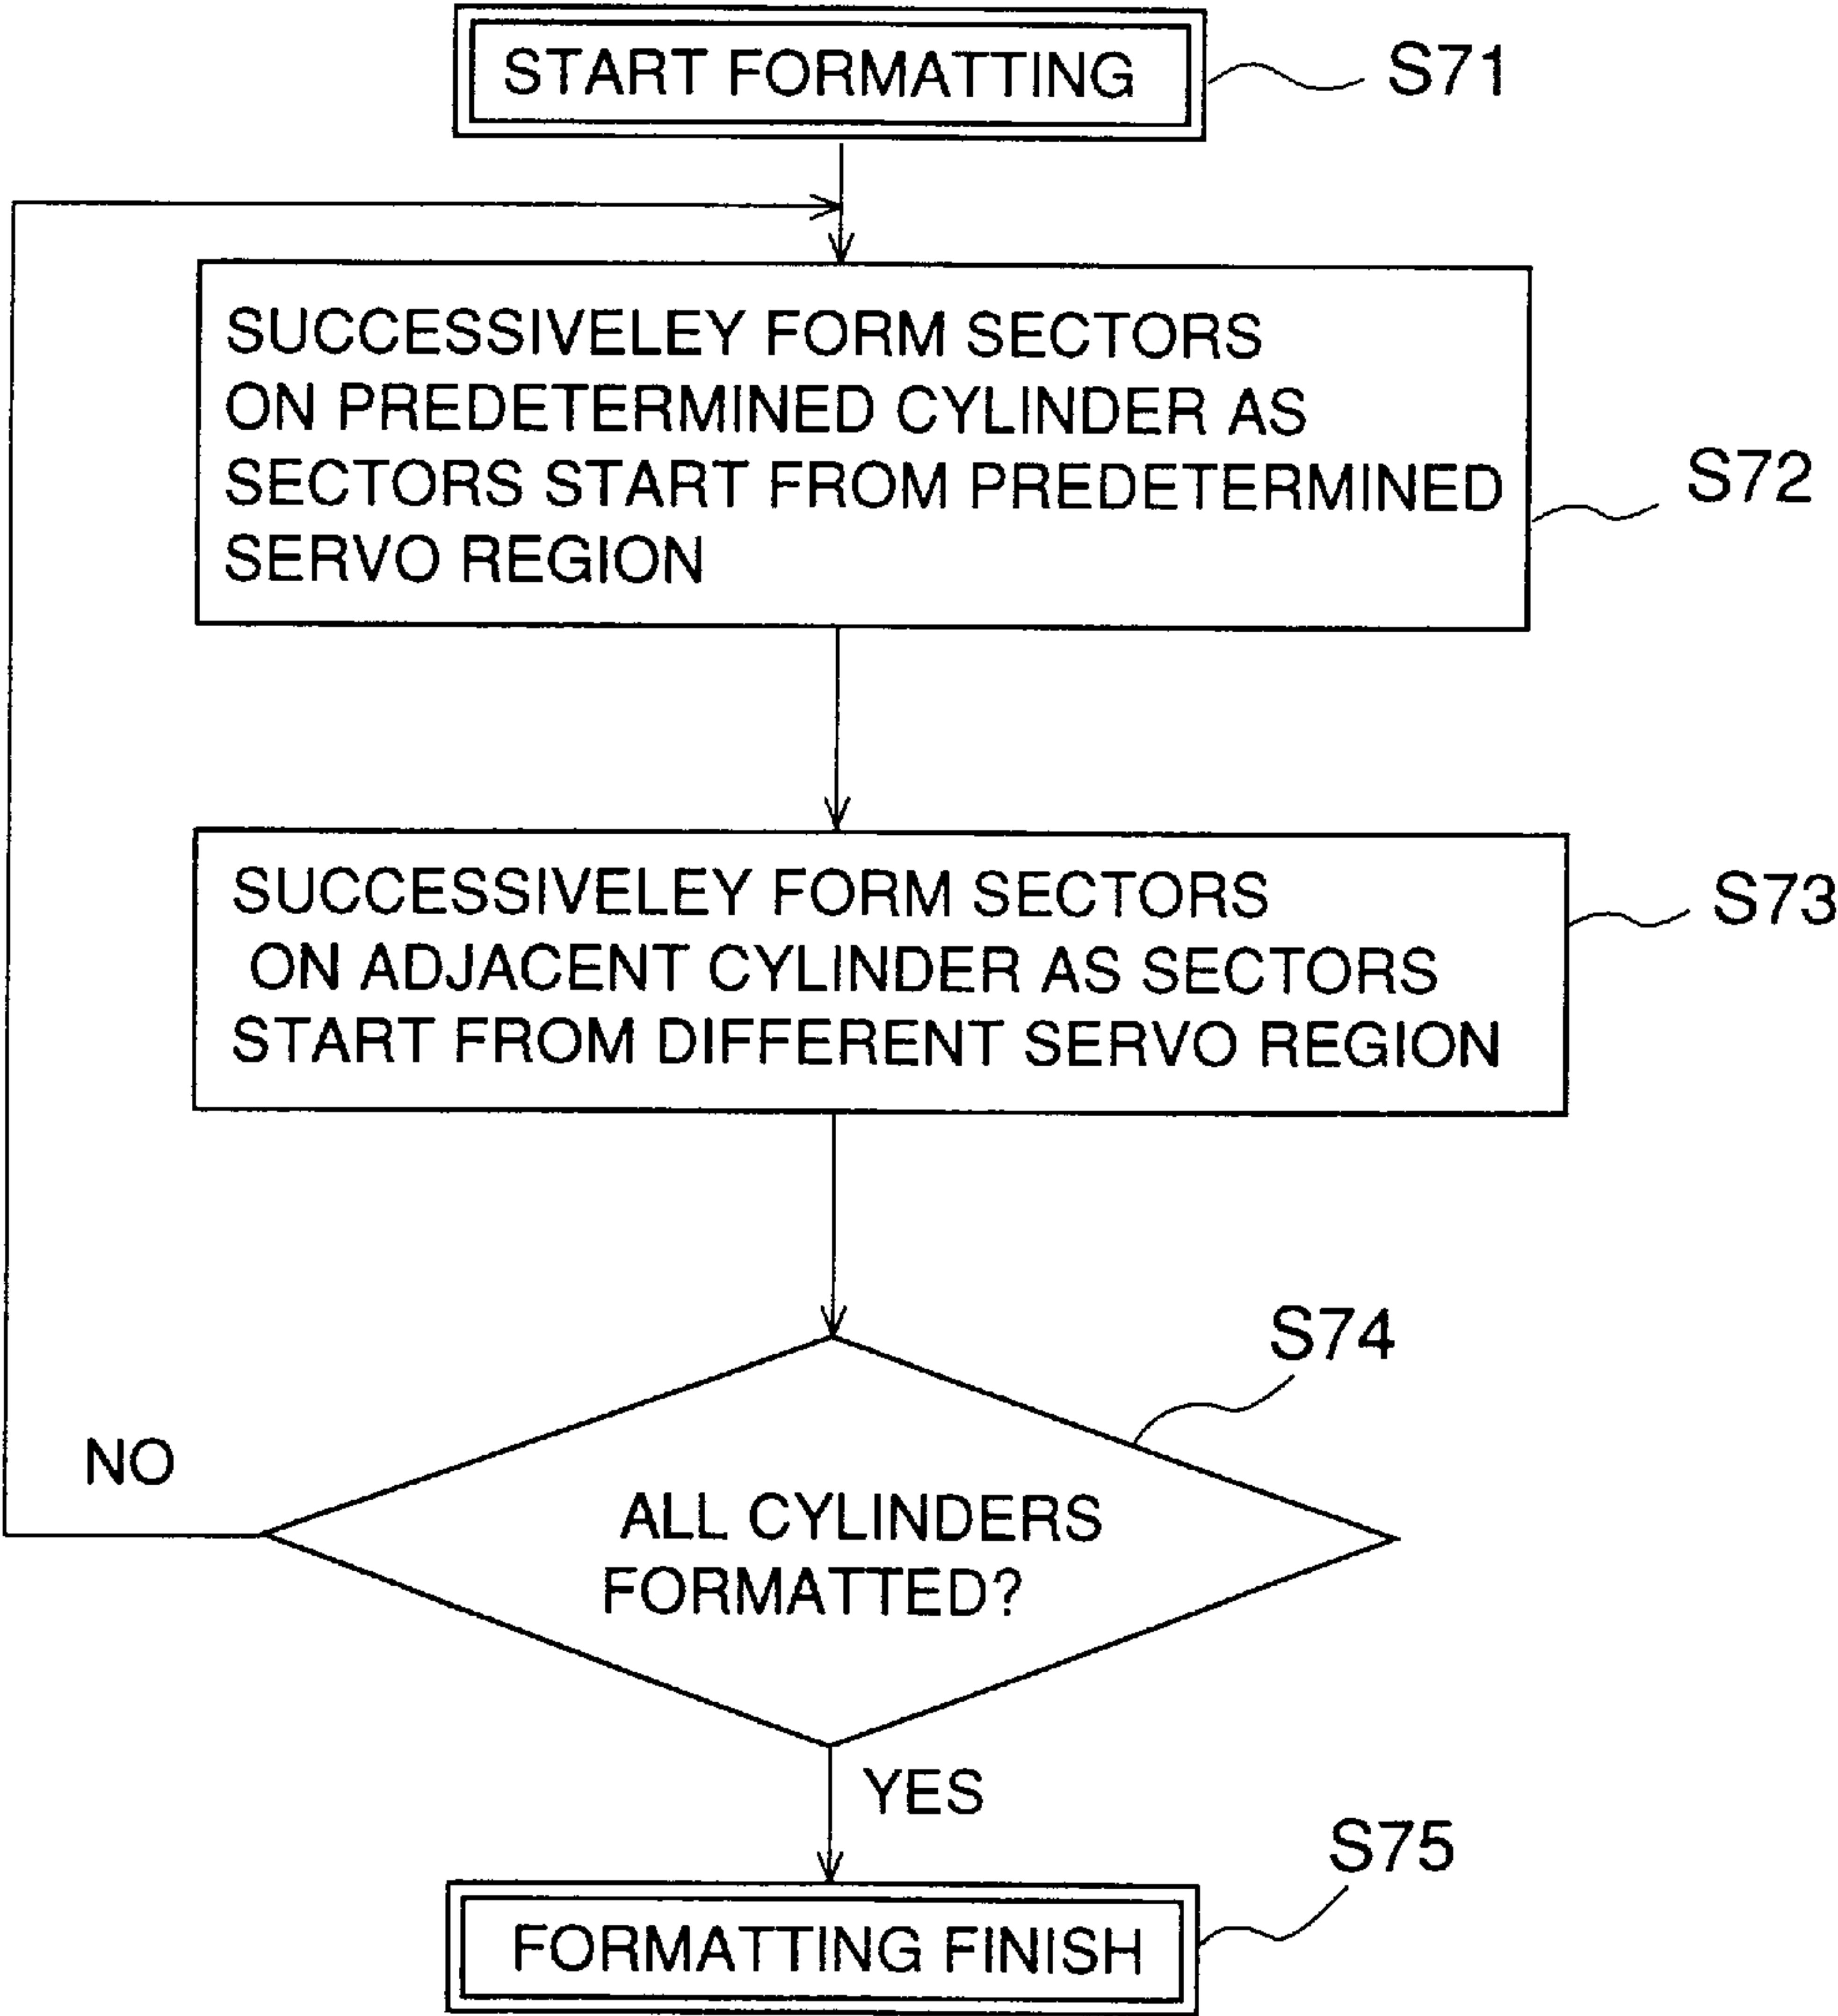 START FORMATTING
S71
SUCCESSIVELEY FORM SECTORS
ON PREDETERMINED CYLINDER AS
SECTORS START FROM PREDETERMINED
SERVO REGION
S72
SUCCESSIVELEY FORM SECTORS
ON ADJACENT CYLINDER AS SECTORS
START FROM DIFFERENT SERVO REGION
S73
S74
NO
ALL CYLINDERS
FORMATTED?
YES
S75
FORMATTING FINISH